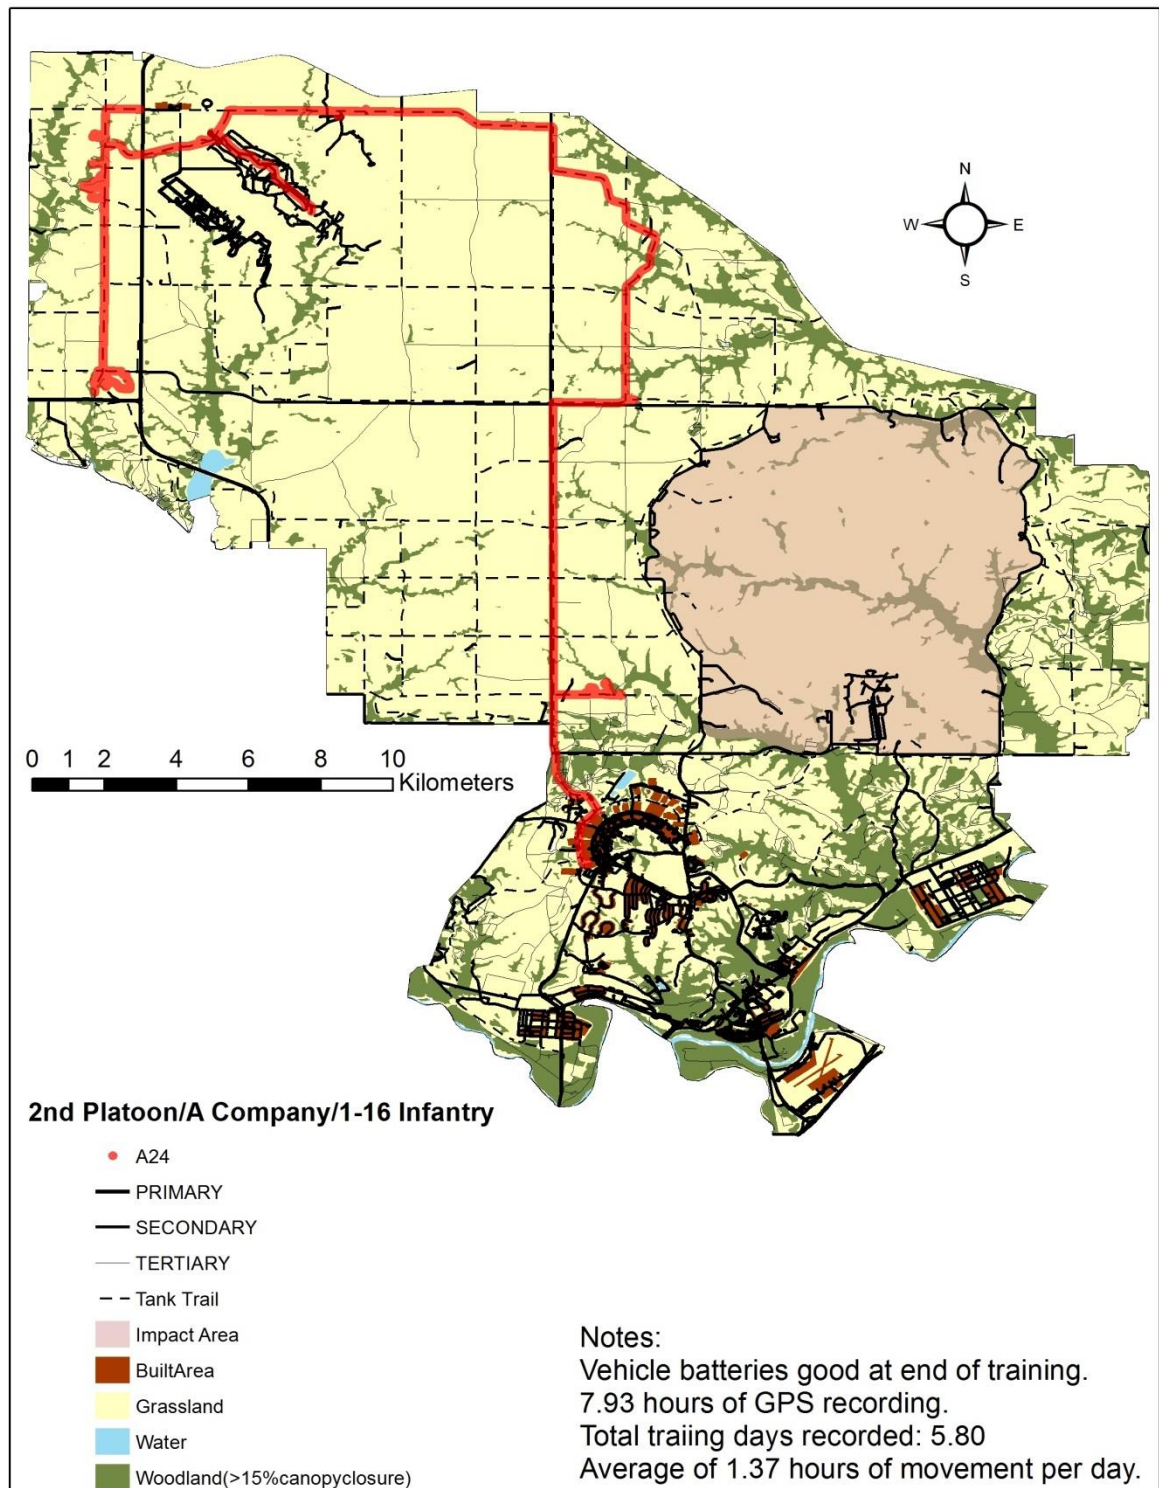 N
W E
S
0 1 2 4 6 8 10
Kilometers
2nd Platoon/A Company/1-16 Infantry
A24
PRIMARY
SECONDARY
TERTIARY
Tank Trail
Impact Area
BuiltArea
Grassland
Water
Woodland(>15%canopyclosure)
Notes:
Vehicle batteries good at end of training.
7.93 hours of GPS recording.
Total traiing days recorded: 5.80
Average of 1.37 hours of movement per day.